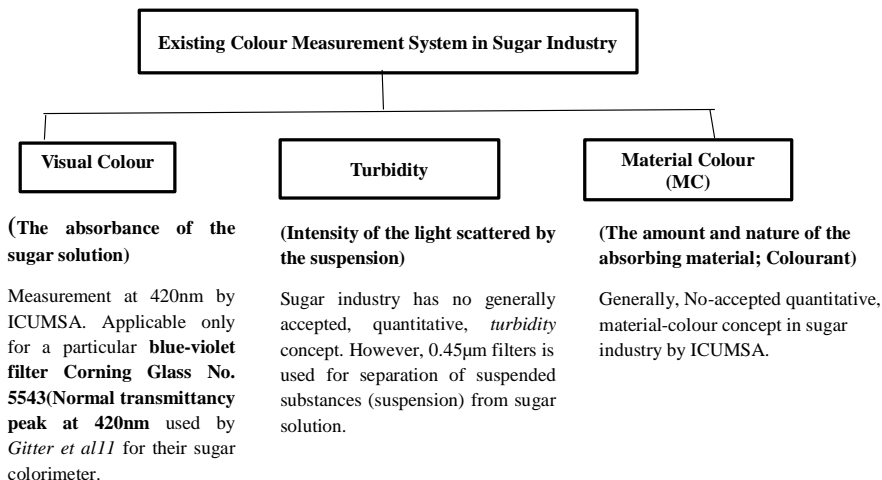 Existing Colour Measurement System in Sugar Industry
Visual Colour
(The absorbance of the
sugar solution)
Measurement at 420nm by
ICUMSA. Applicable only
for a particular blue-violet
filter Corning Glass No.
5543(Normal transmittancy
peak at 420nm used by
Gitter et al11 for their sugar
colorimeter.
Turbidity
(Intensity of the light scattered by
the suspension)
Sugar industry has no generally
accepted, quantitative, turbidity
concept. However, 0.45µm filters is
used for separation of suspended
substances (suspension) from sugar
solution.
Material Colour
(MC)
(The amount and nature of the
absorbing material; Colourant)
Generally, No-accepted quantitative,
material-colour concept in sugar
industry by ICUMSA.